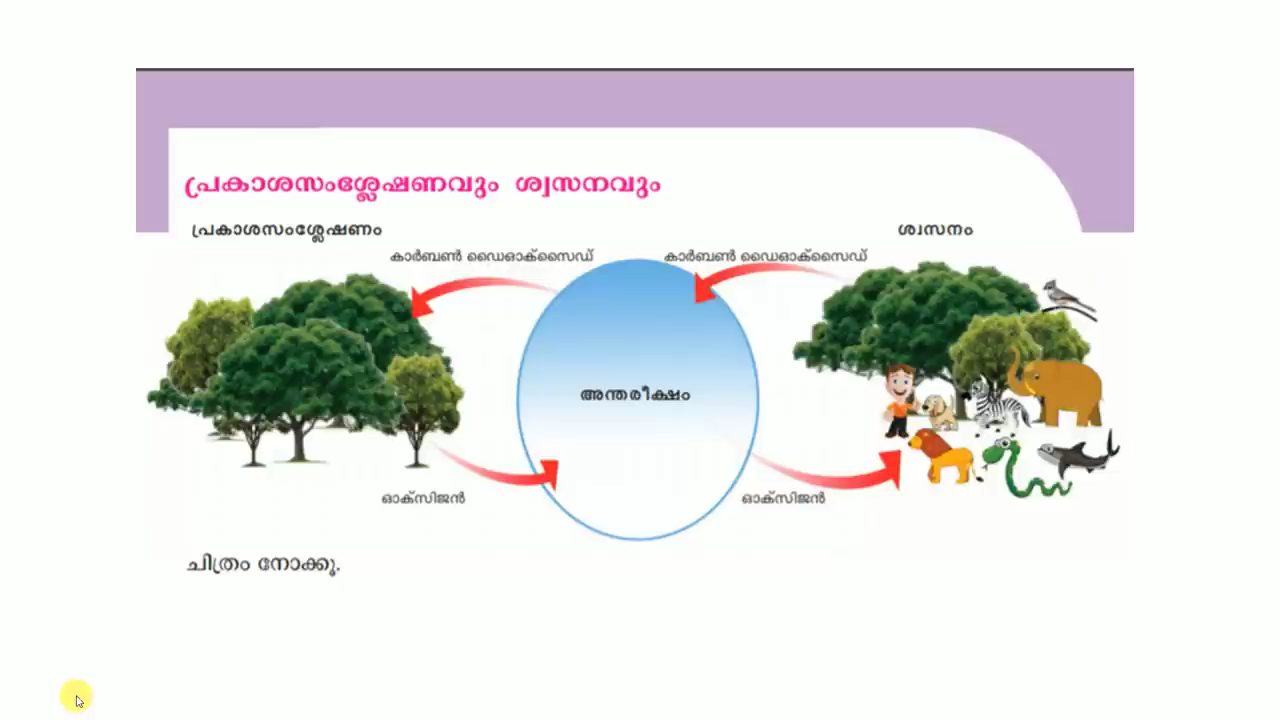 പ്രകാശസംശ്ലേഷണവും ശ്വസനവും
പ്രകാശസംശ്ലേഷണം
ശ്വസനം
കാർബൺ ഡൈഓക്സൈഡ്
കാർബൺ ഡൈഓക്സൈഡ്
അന്തരീക്ഷം
ഓക്സിജൻ
ഓക്സിജൻ
ചിത്രം നോക്കൂ.